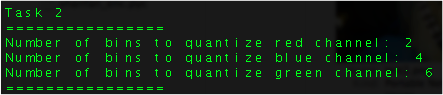 Task 2
================
Number of bins to quantize red channel: 2
Number of bins to quantize blue channel: 4
Number of bins to quantize green channel: 6
================